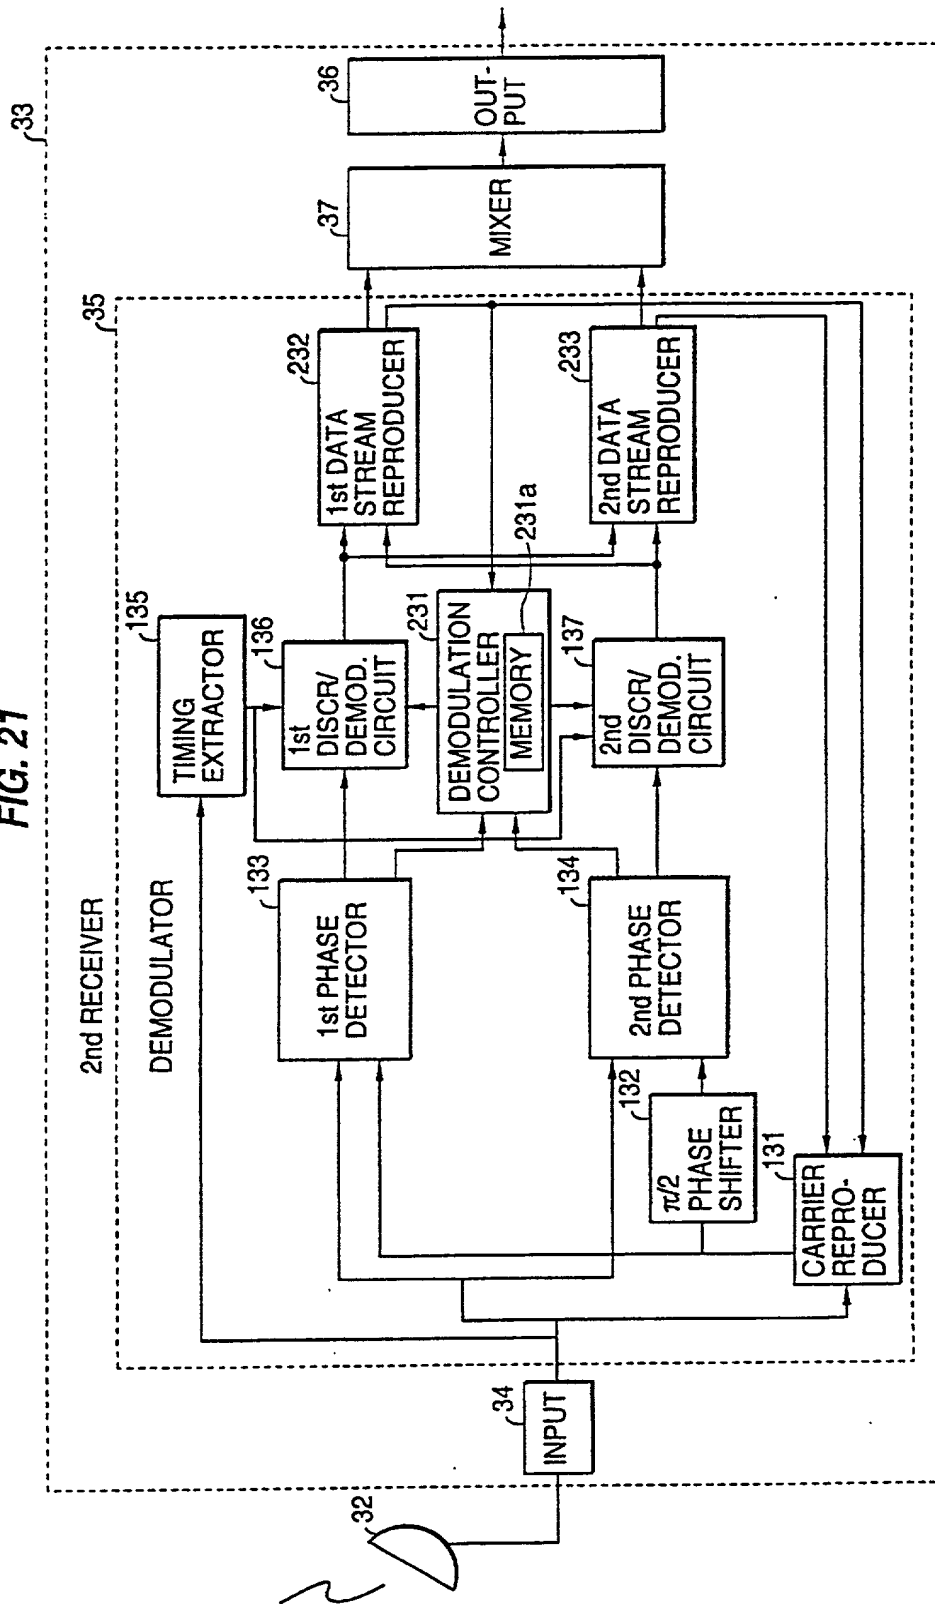 FIG. 21
33
2nd RECEIVER
35
DEMODULATOR
32
34
INPUT
135
TIMING
EXTRACTOR
133
1st PHASE
DETECTOR
136
1st
DISCR/
DEMOD.
CIRCUIT
232
1st DATA
STREAM
REPRODUCER
231
DEMODULATION
CONTROLLER
MEMORY
231a
134
2nd PHASE
DETECTOR
137
2nd
DISCR/
DEMOD.
CIRCUIT
233
2nd DATA
STREAM
REPRODUCER
132
π/2
PHASE
SHIFTER
131
CARRIER
REPRO-
DUCER
37
MIXER
36
OUT-
PUT